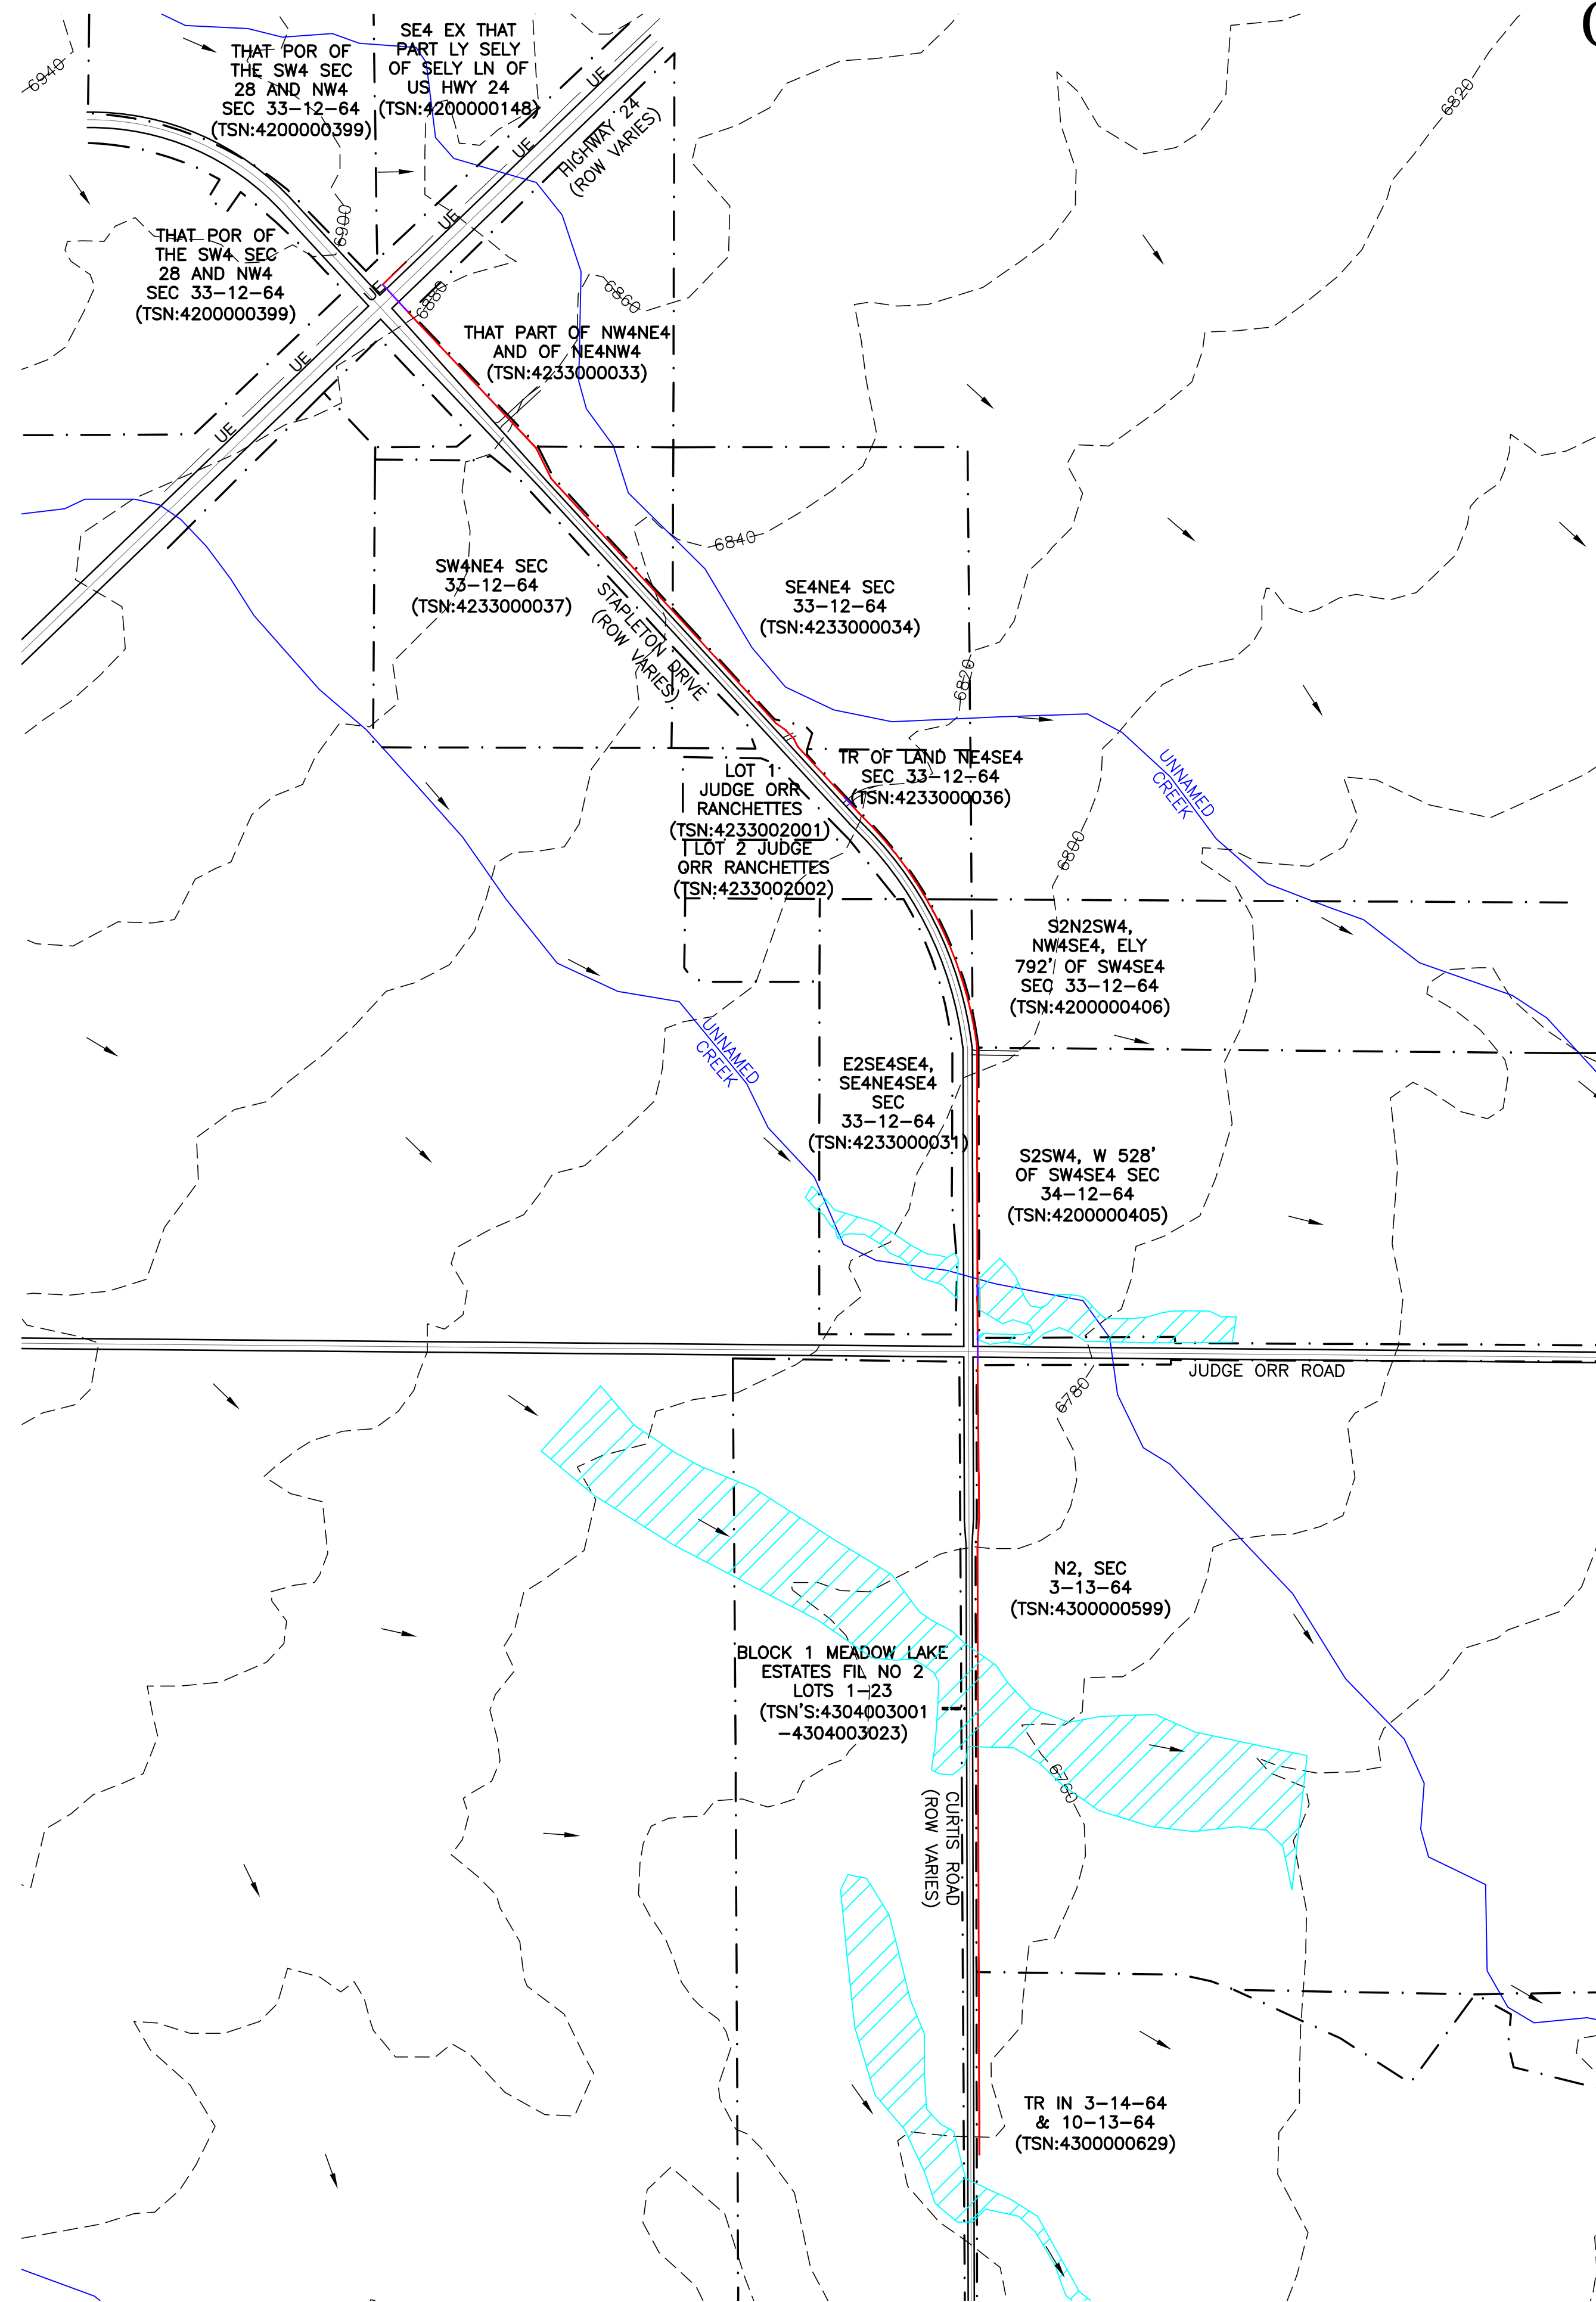 (
6940
THAT POR OF
THE SW4 SEC
28 AND NW4
SEC 33-12-64
(TSN:4200000399)
SE4 EX THAT
PART LY SELY
OF SELY LN OF
US HWY 24
(TSN:4200000148)
UE
UE
UE
UE
UE
UE
HIGHWAY 24
(ROW VARIES)
6820
6900
THAT POR OF
THE SW4 SEC
28 AND NW4
SEC 33-12-64
(TSN:4200000399)
6880
6860
THAT PART OF NW4NE4
AND OF NE4NW4
(TSN:4233000033)
6840
SW4NE4 SEC
33-12-64
(TSN:4233000037)
SE4NE4 SEC
33-12-64
(TSN:4233000034)
STAPLETON DRIVE
(ROW VARIES)
6820
TR OF LAND NE4SE4
SEC 33-12-64
(TSN:4233000036)
UNNAMED
CREEK
LOT 1
JUDGE ORR
RANCHETTES
(TSN:4233002001)
LOT 2 JUDGE
ORR RANCHETTES
(TSN:4233002002)
6800
S2N2SW4,
NW4SE4, ELY
792' OF SW4SE4
SEC 33-12-64
(TSN:4200000406)
UNNAMED
CREEK
E2SE4SE4,
SE4NE4SE4
SEC
33-12-64
(TSN:4233000031)
S2SW4, W 528'
OF SW4SE4 SEC
34-12-64
(TSN:4200000405)
JUDGE ORR ROAD
6780
N2, SEC
3-13-64
(TSN:4300000599)
BLOCK 1 MEADOW LAKE
ESTATES FIL NO 2
LOTS 1-23
(TSN'S:4304003001
-4304003023)
6760
CURTIS ROAD
(ROW VARIES)
TR IN 3-14-64
& 10-13-64
(TSN:4300000629)